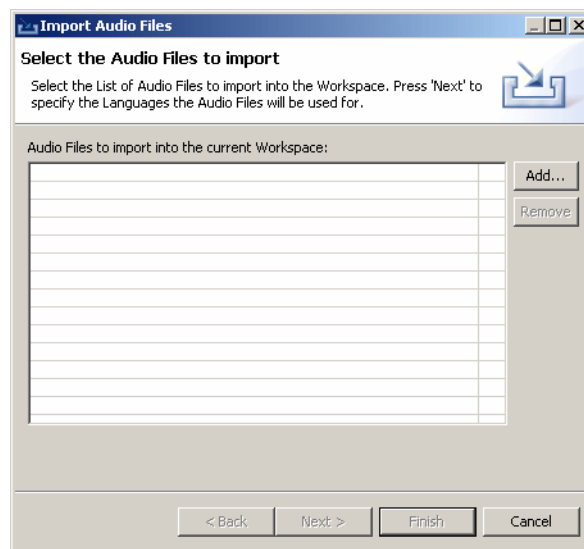 Import Audio Files
Select the Audio Files to import
Select the List of Audio Files to import into the Workspace. Press 'Next' to
specify the Languages the Audio Files will be used for.
Audio Files to import into the current Workspace:
Add...
Remove
< Back
Next >
Finish
Cancel